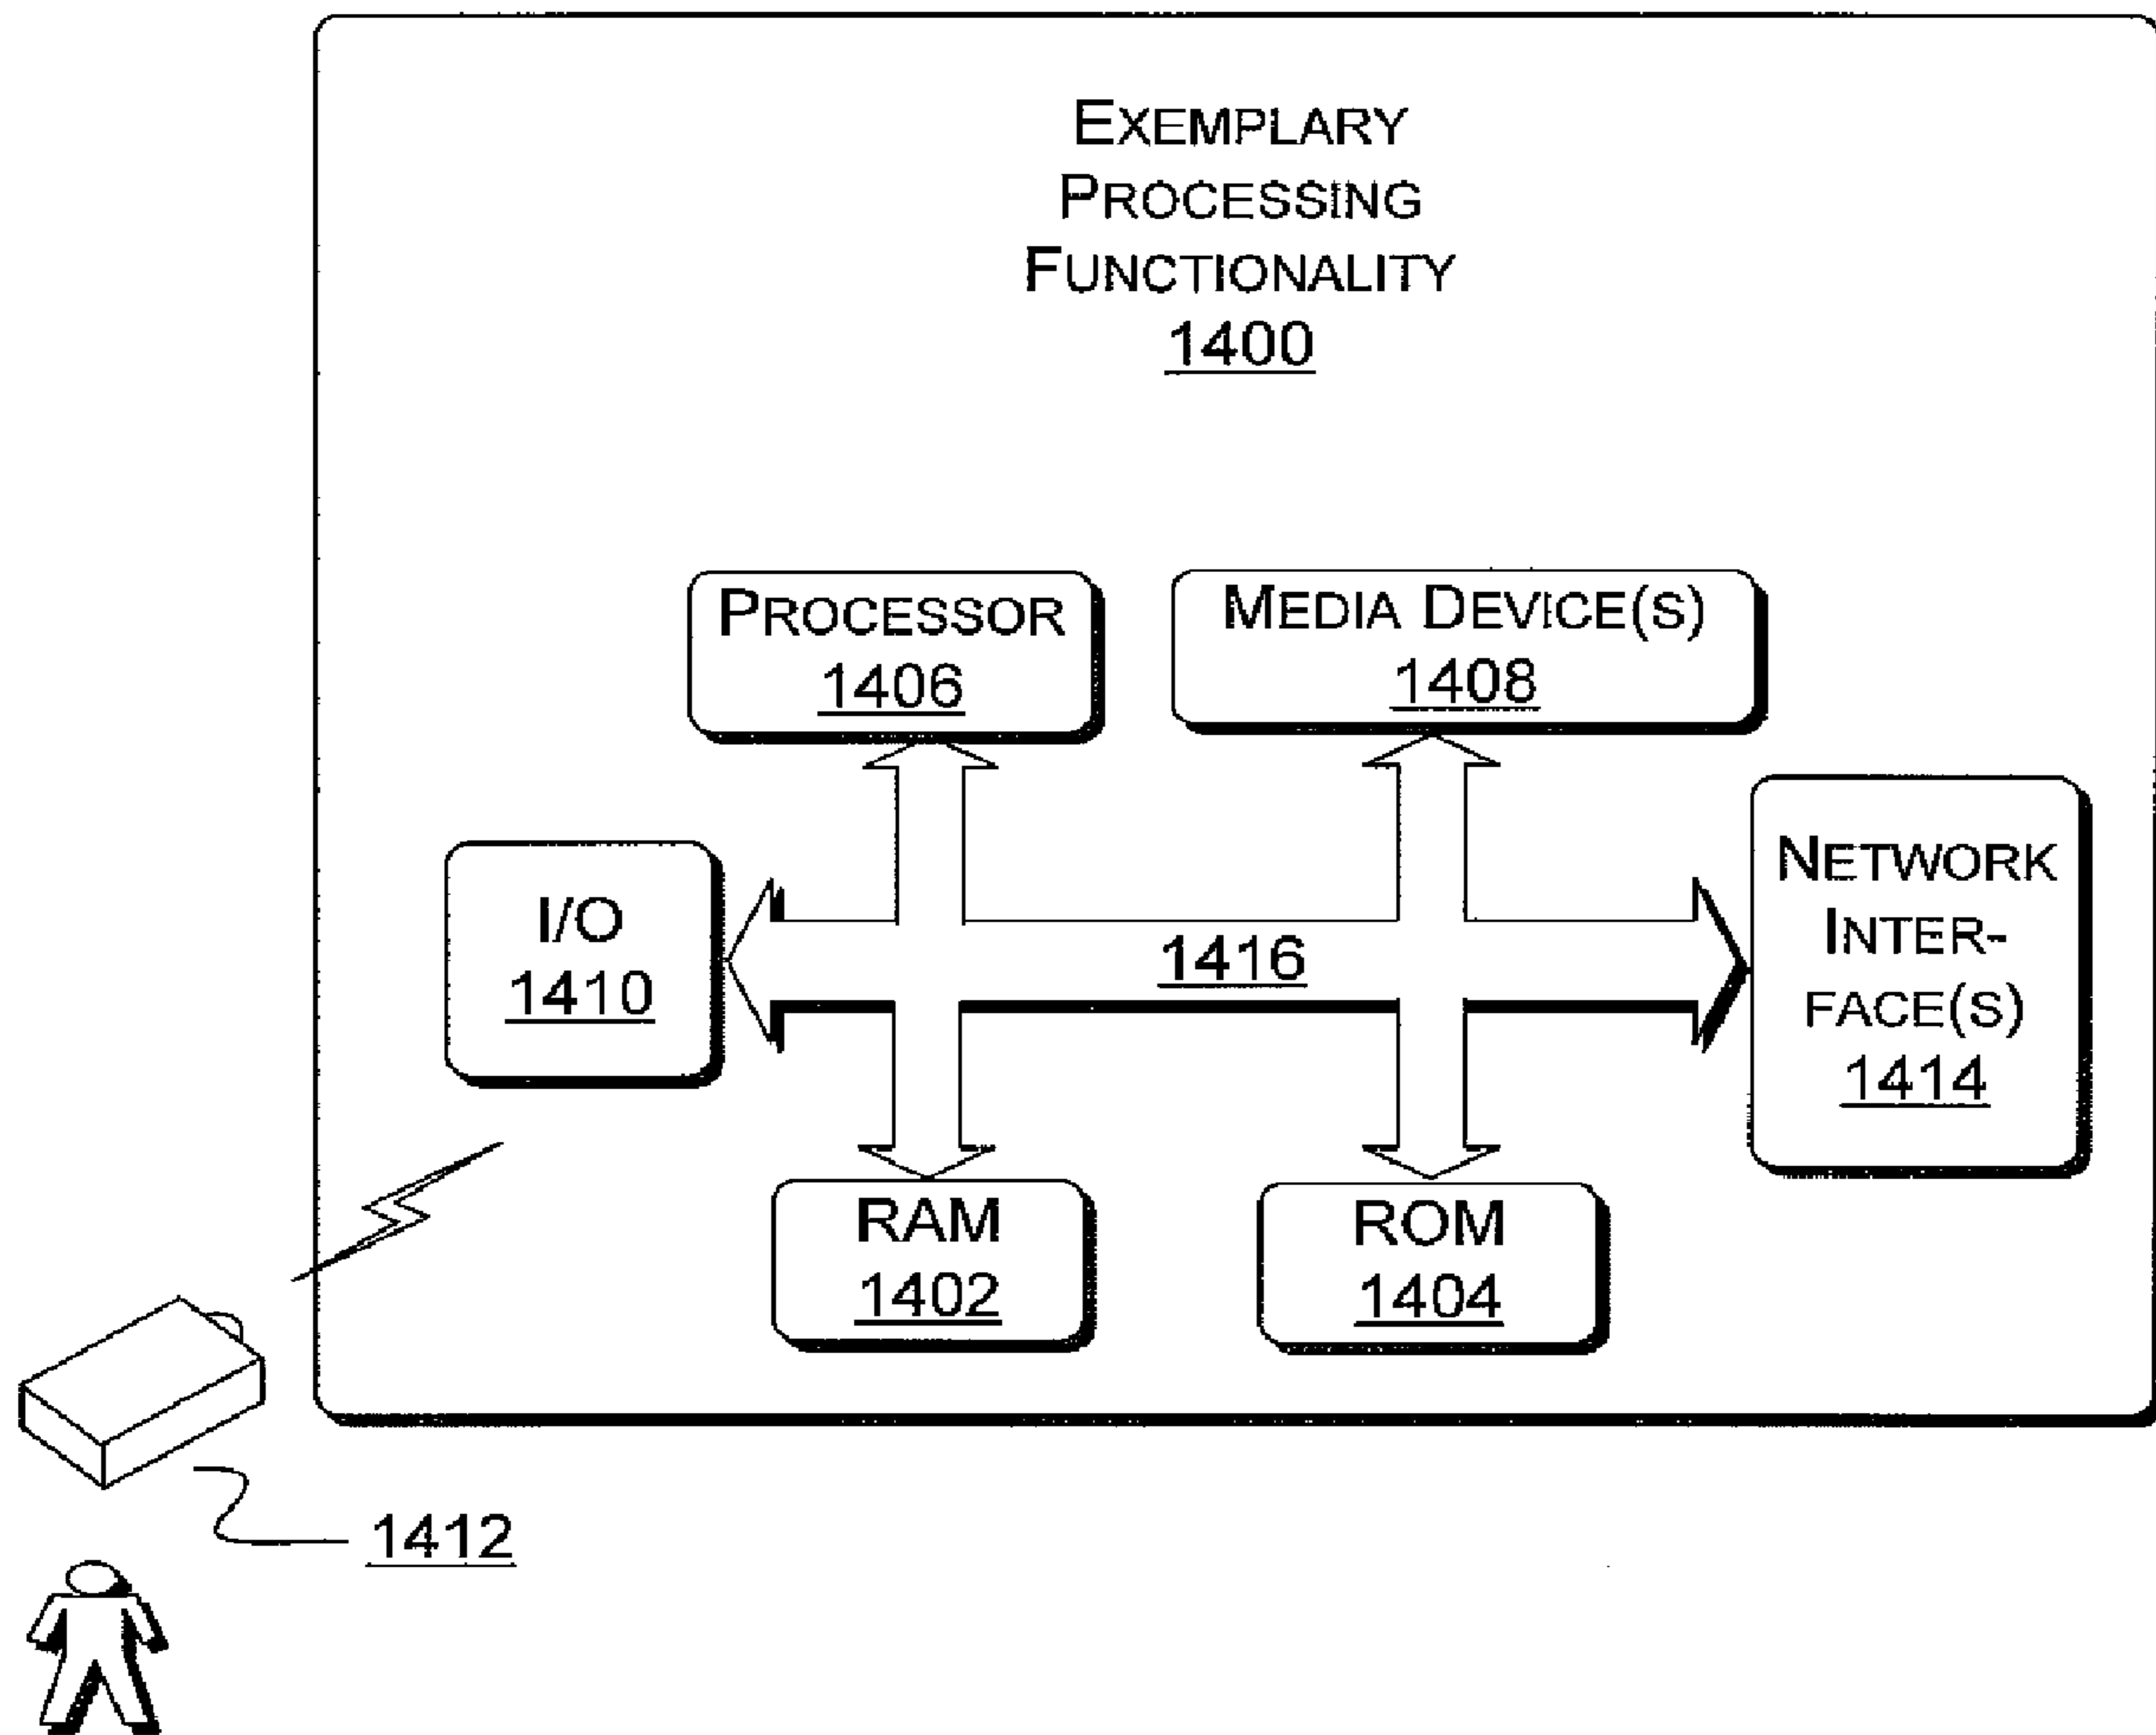 EXEMPLARY
PROCESSING
FUNCTIONALITY
1400
PROCESSOR
1406
MEDIA DEVICE(S)
1408
I/O
1410
1416
NETWORK
INTER-
FACE(S)
1414
RAM
1402
ROM
1404
1412